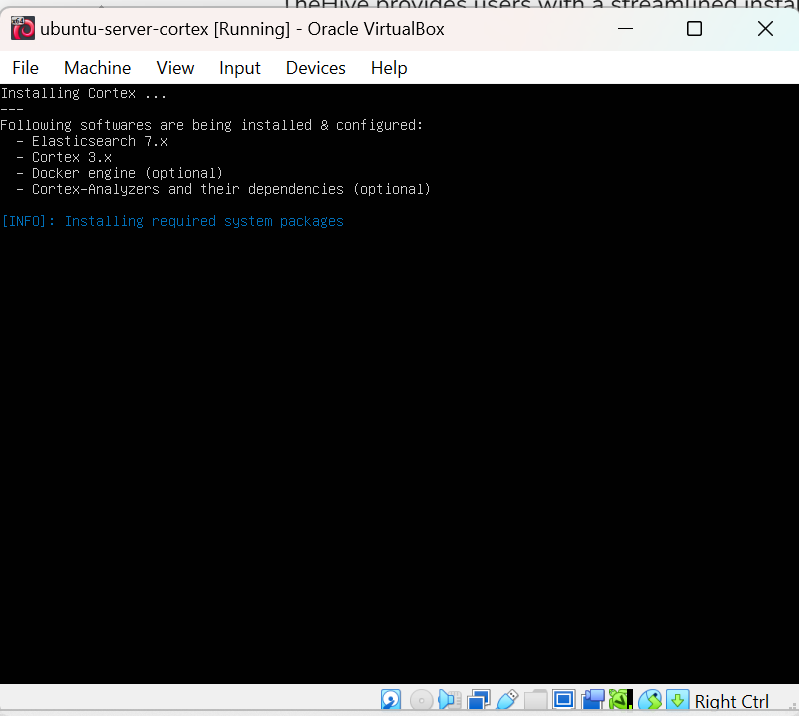 TheHive provides users with a streamlined instal
ubuntu-server-cortex [Running] - Oracle VirtualBox
File Machine View Input Devices Help
Installing Cortex ...
---
Following softwares are being installed & configured:
- Elasticsearch 7.x
- Cortex 3.x
- Docker engine (optional)
- Cortex-Analyzers and their dependencies (optional)
[INFO]: Installing required system packages
Right Ctrl